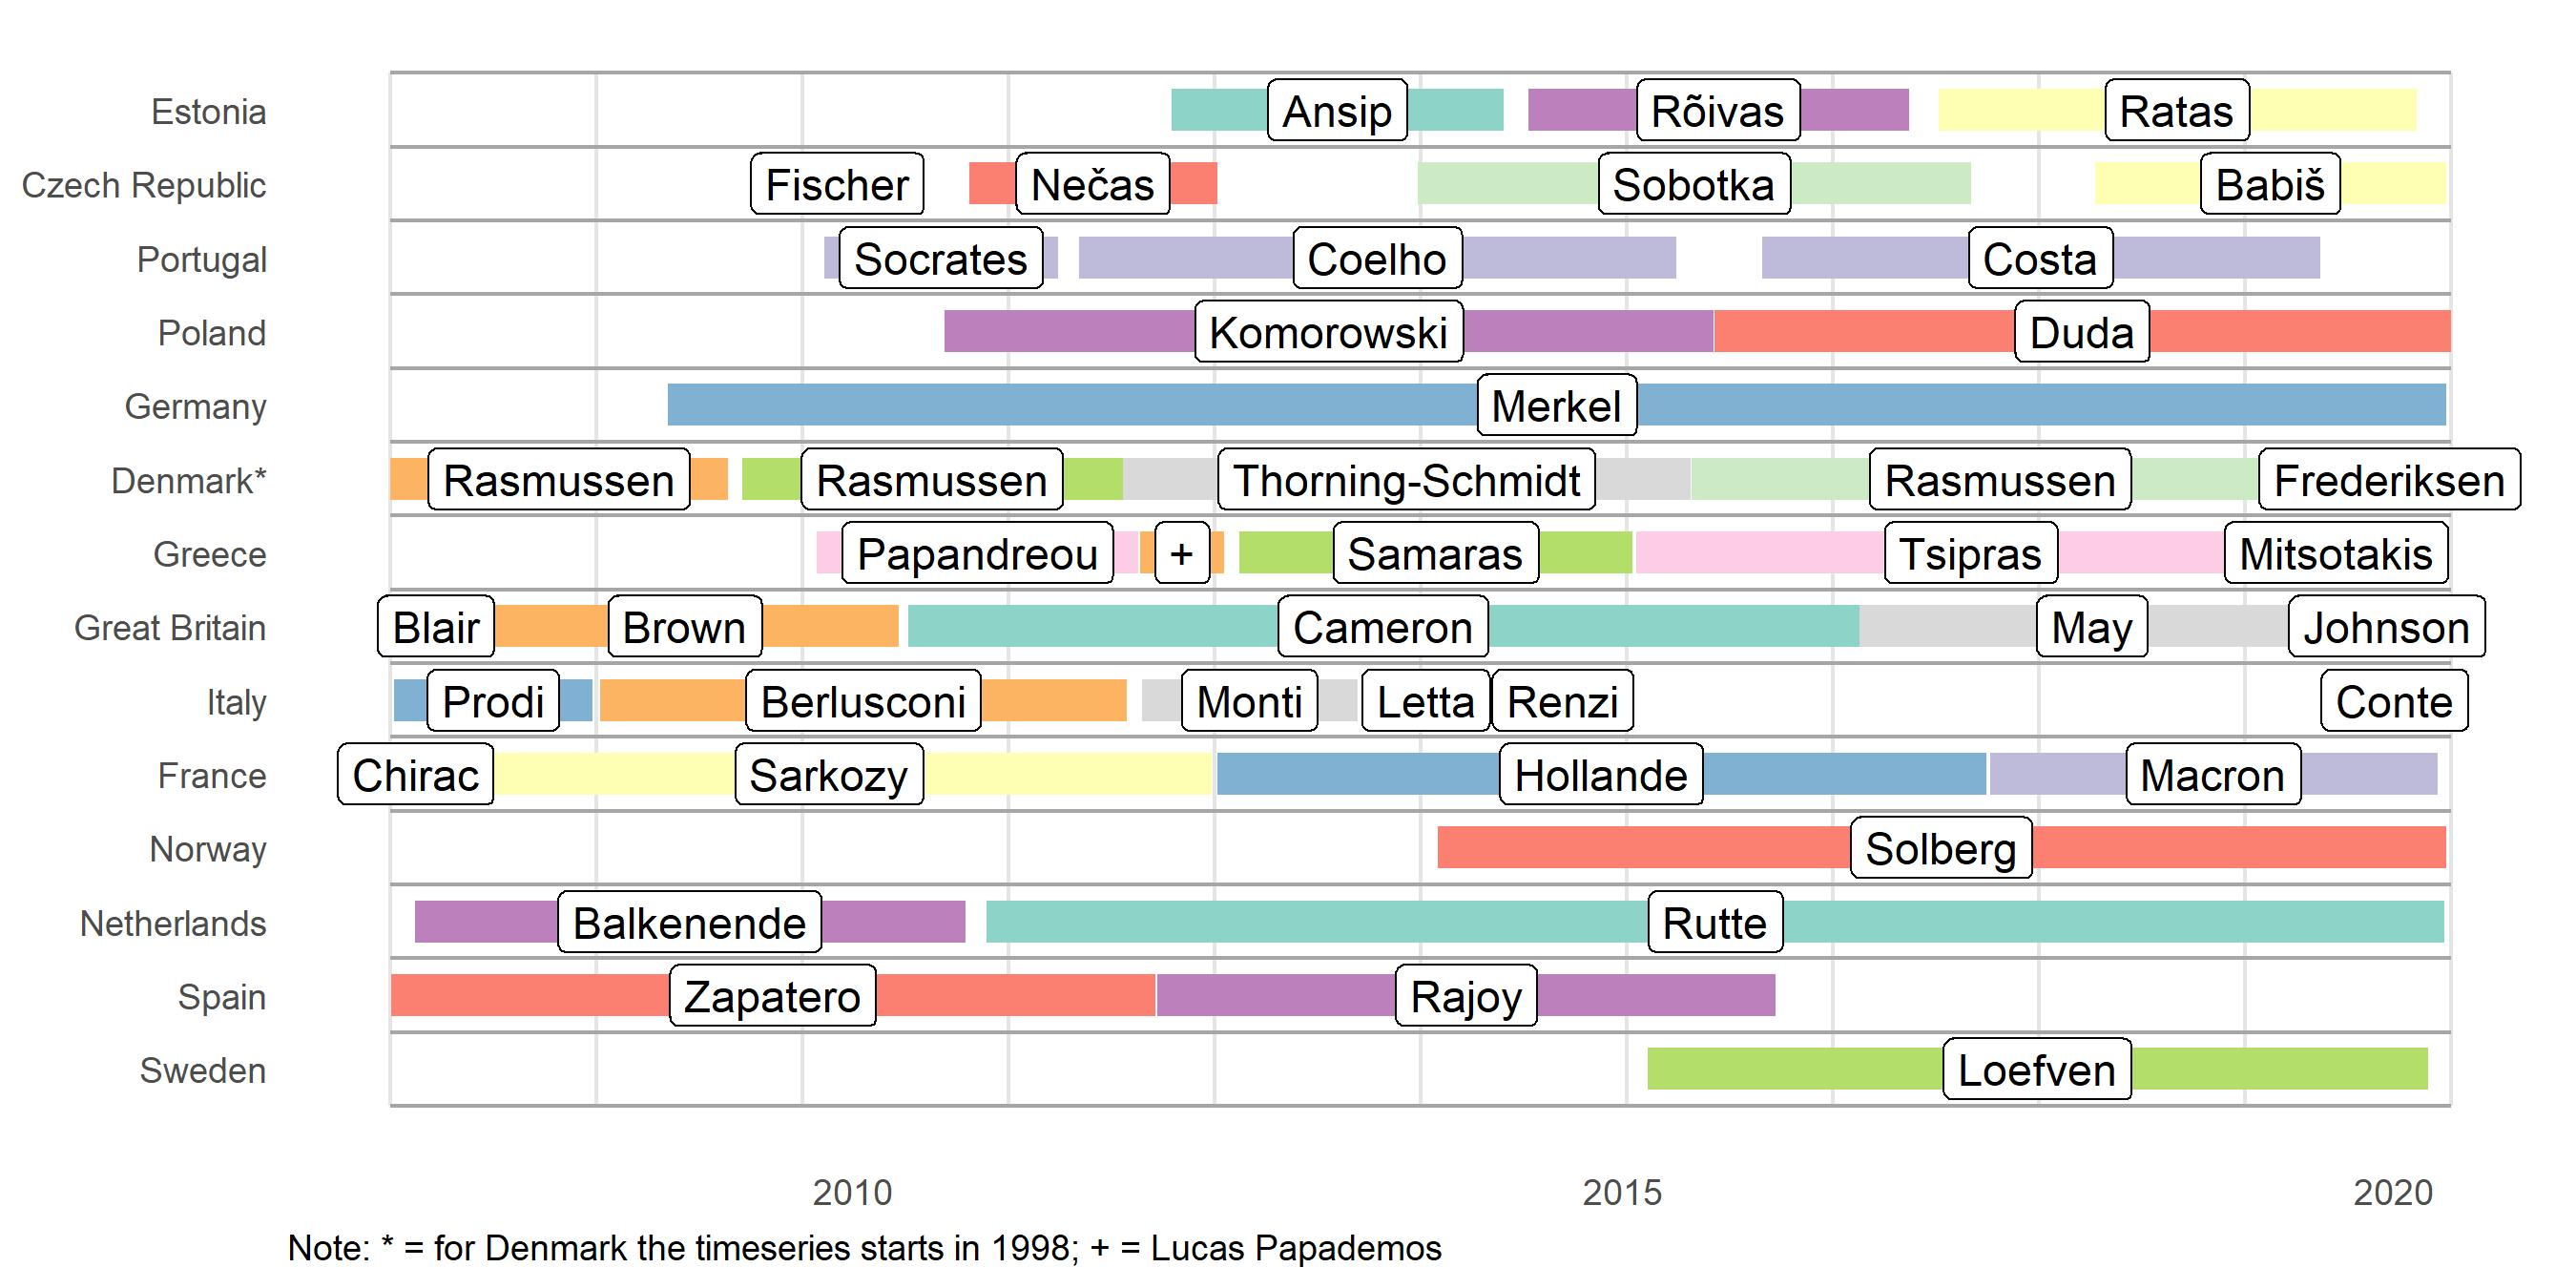 Estonia Ansip Rõivas Ratas
Czech Republic Fischer Nečas Sobotka Babiš
Portugal Socrates Coelho Costa
Poland Komorowski Duda
Germany Merkel
Denmark* Rasmussen Rasmussen Thorning-Schmidt Rasmussen Frederiksen
Greece Papandreou + Samaras Tsipras Mitsotakis
Great Britain Blair Brown Cameron May Johnson
Italy Prodi Berlusconi Monti Letta Renzi Conte
France Chirac Sarkozy Hollande Macron
Norway Solberg
Netherlands Balkenende Rutte
Spain Zapatero Rajoy
Sweden Loefven
2010 2015 2020
Note: * = for Denmark the timeseries starts in 1998; + = Lucas Papademos